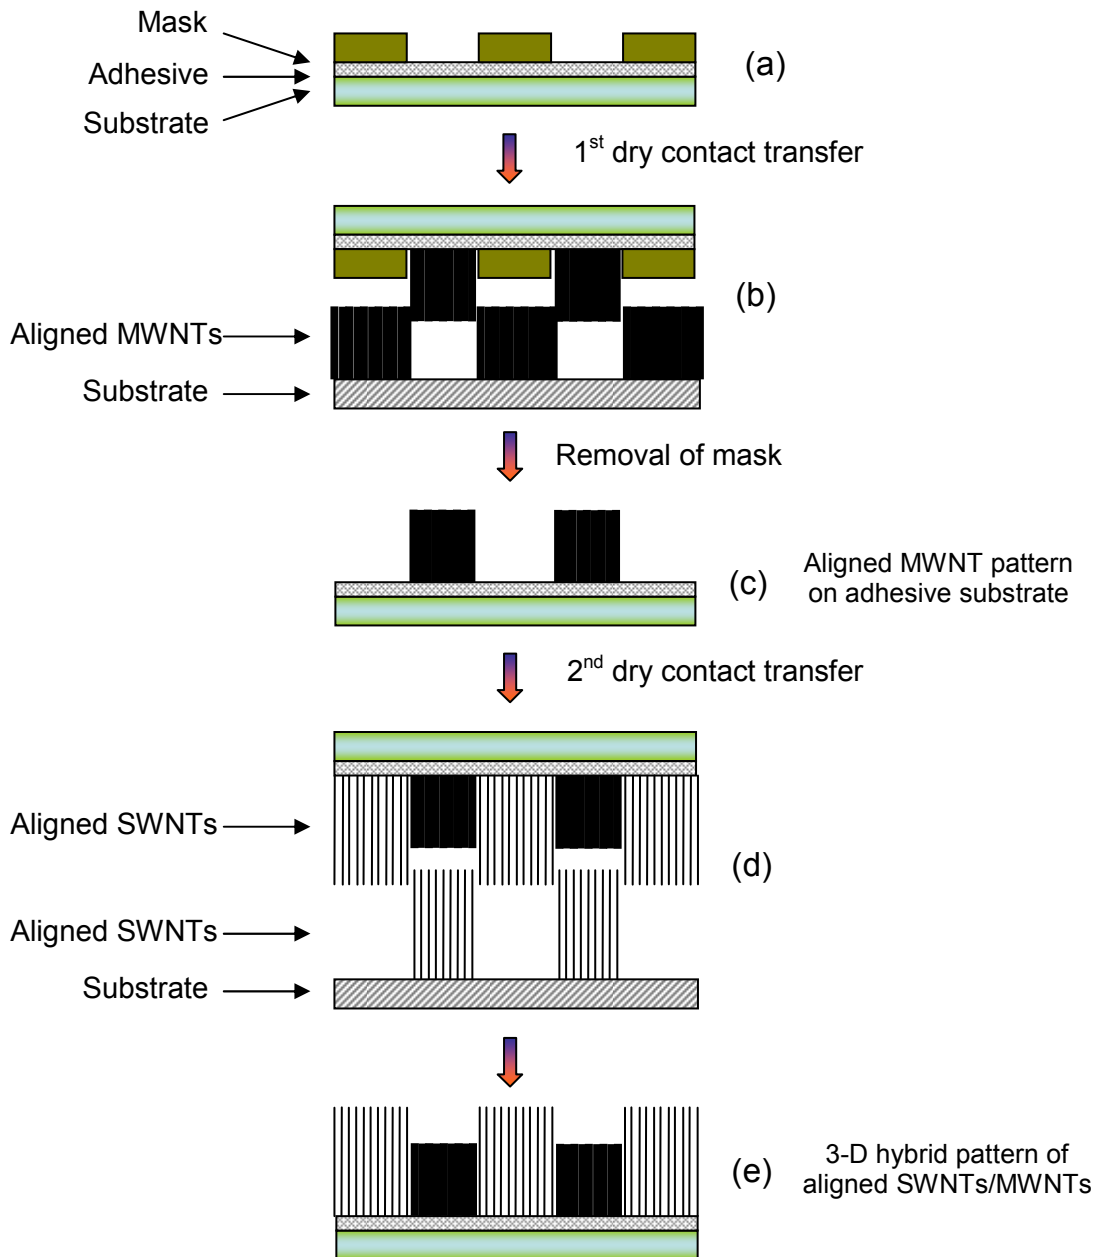 Mask
Adhesive
Substrate
(a)
1st dry contact transfer
(b)
Aligned MWNTs
Substrate
Removal of mask
(c)
Aligned MWNT pattern
on adhesive substrate
2nd dry contact transfer
Aligned SWNTs
(d)
Aligned SWNTs
Substrate
(e)
3-D hybrid pattern of
aligned SWNTs/MWNTs